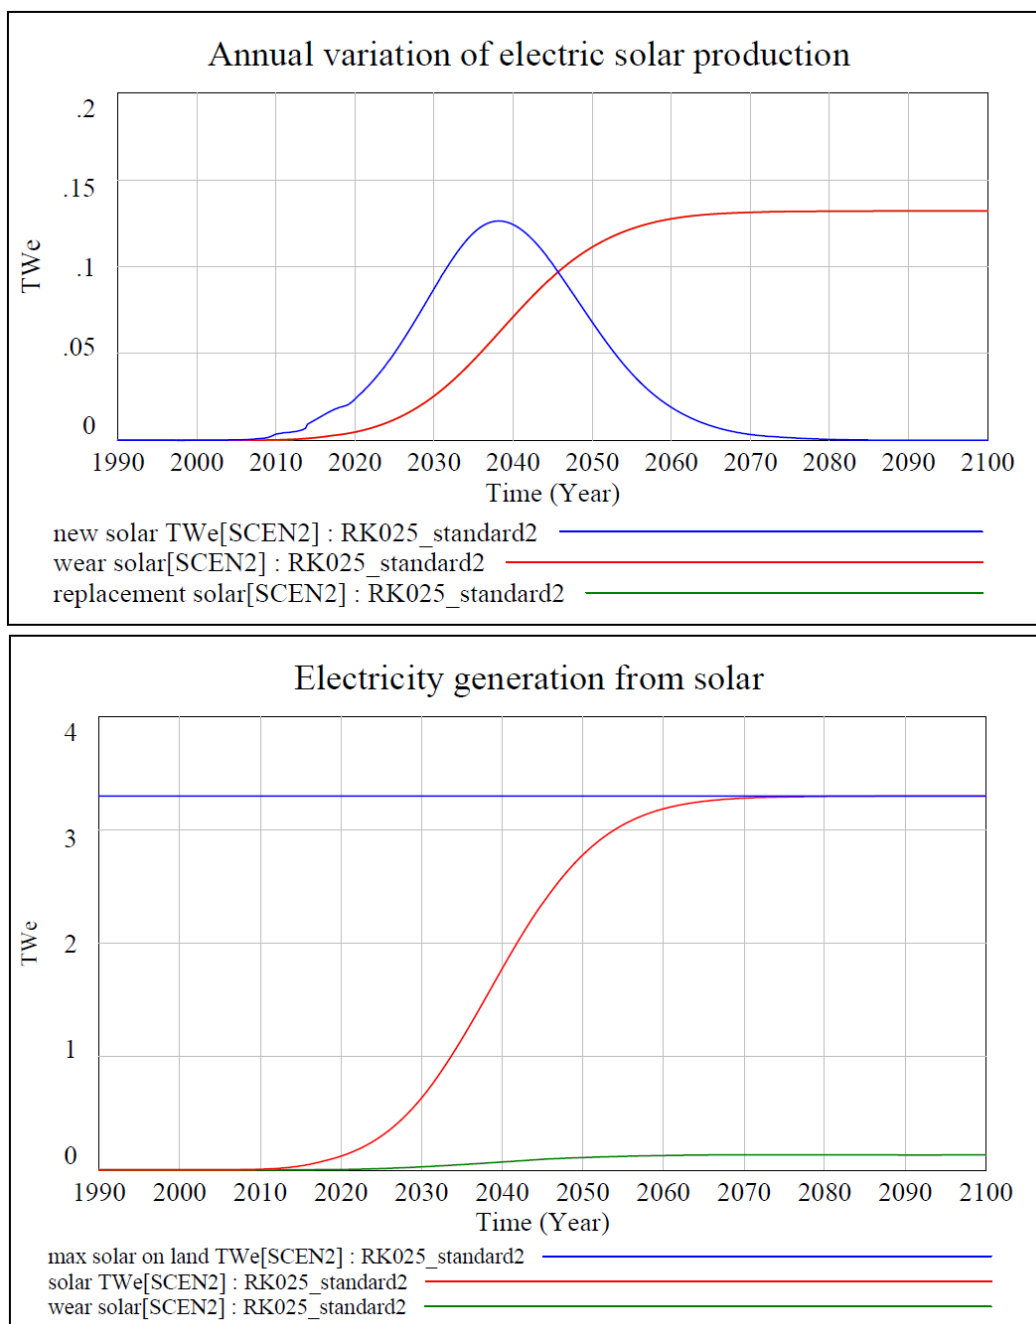 Annual variation of electric solar production
.2
.15
.1
.05
0
TWe
1990 2000 2010 2020 2030 2040 2050 2060 2070 2080 2090 2100
Time (Year)
new solar TWe[SCEN2] : RK025_standard2
wear solar[SCEN2] : RK025_standard2
replacement solar[SCEN2] : RK025_standard2
Electricity generation from solar
4
3
2
1
0
TWe
1990 2000 2010 2020 2030 2040 2050 2060 2070 2080 2090 2100
Time (Year)
max solar on land TWe[SCEN2] : RK025_standard2
solar TWe[SCEN2] : RK025_standard2
wear solar[SCEN2] : RK025_standard2